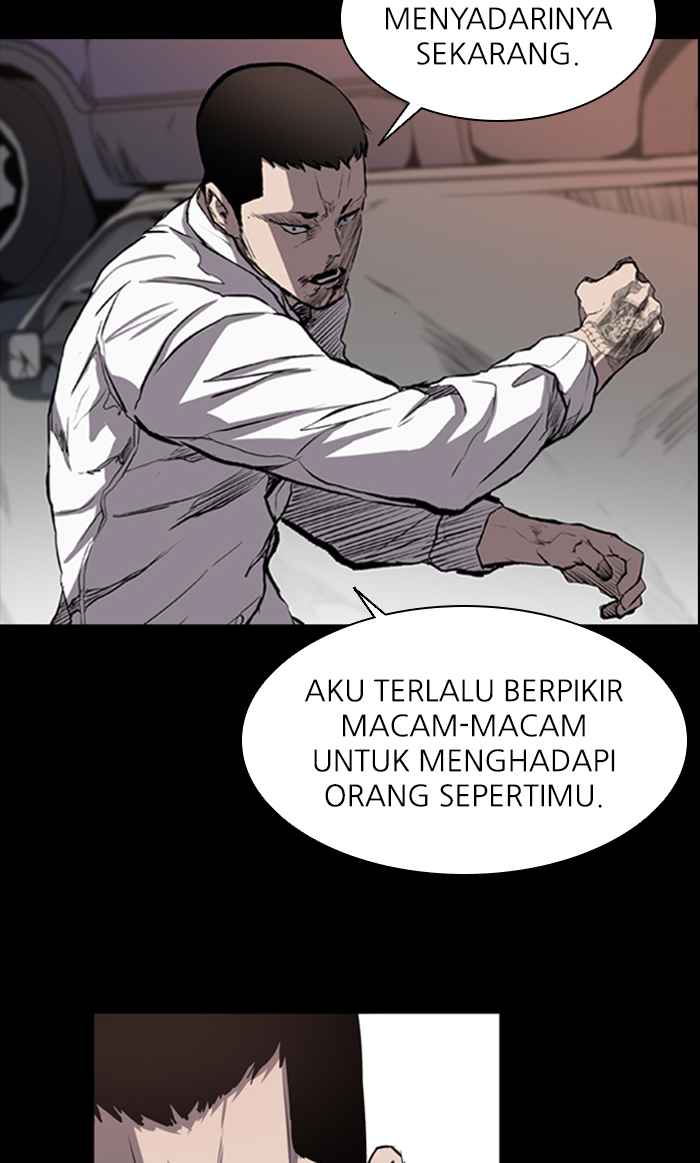 MENYADARINYA
SEKARANG.
AKU TERLALU BERPIKIR
MACAM-MACAM
UNTUK MENGHADAPI
ORANG SEPERTIMU.